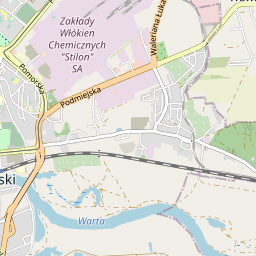 Zakłady
Włókien
Chemicznych
"Stilon"
SA
Pomorska
Podmiejska
Waleriana Łuka
ski
Warta